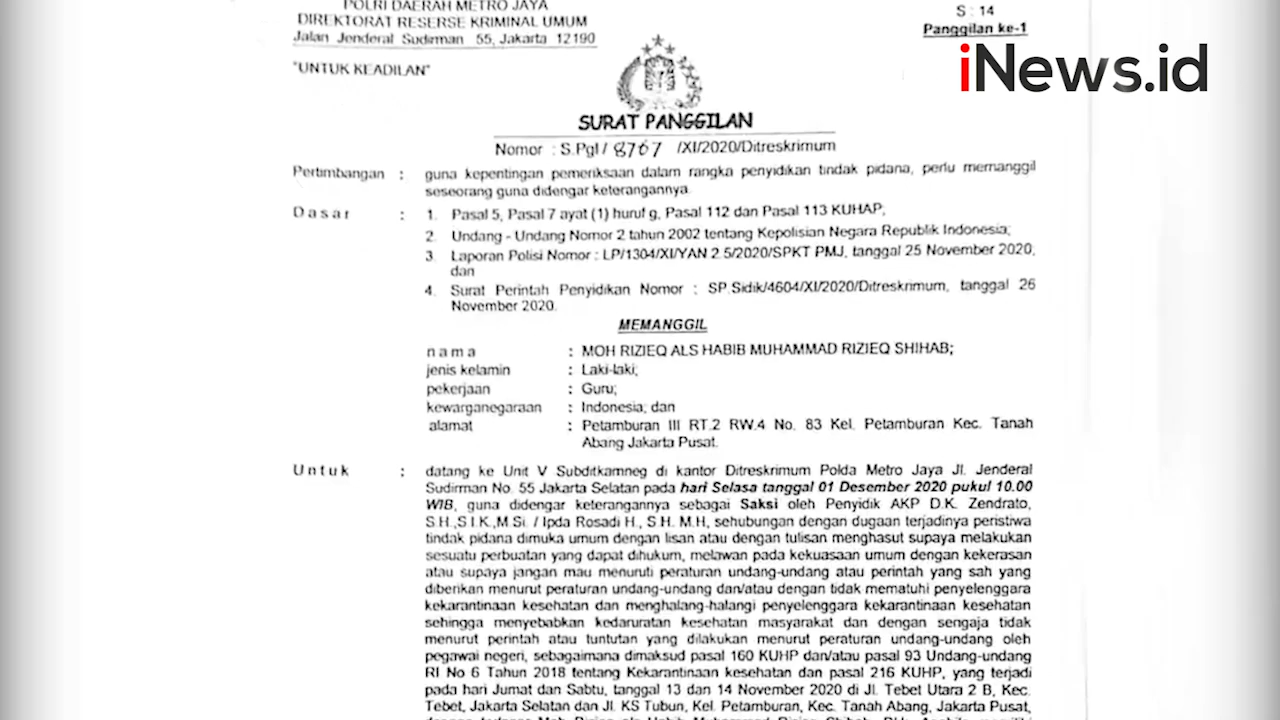 POLRI DAERAH METRO JAYA
DIREKTORAT RESERSE KRIMINAL UMUM
Jalan Jenderal Sudirman 55, Jakarta 12190
S : 14
Panggilan ke-1
iNews.id
"UNTUK KEADILAN"
SURAT PANGGILAN
Nomor : S.Pgl / 8767 /XI/2020/Ditreskrimum
Pertimbangan : guna kepentingan pemeriksaan dalam rangka penyidikan tindak pidana, perlu memanggil
seseorang guna didengar keterangannya.
Dasar : 1. Pasal 5, Pasal 7 ayat (1) huruf g, Pasal 112 dan Pasal 113 KUHAP;
2. Undang - Undang Nomor 2 tahun 2002 tentang Kepolisian Negara Republik Indonesia;
3. Laporan Polisi Nomor : LP/1304/XI/YAN 2.5/2020/SPKT PMJ, tanggal 25 November 2020,
dan
4. Surat Perintah Penyidikan Nomor : SP.Sidik/4604/XI/2020/Ditreskrimum, tanggal 26
November 2020.
MEMANGGIL
nama : MOH RIZIEQ ALS HABIB MUHAMMAD RIZIEQ SHIHAB;
jenis kelamin : Laki-laki;
pekerjaan : Guru;
kewarganegaraan : Indonesia; dan
alamat : Petamburan III RT.2 RW.4 No. 83 Kel. Petamburan Kec. Tanah
Abang Jakarta Pusat.
Untuk : datang ke Unit V Subditkamneg di kantor Ditreskrimum Polda Metro Jaya Jl. Jenderal
Sudirman No. 55 Jakarta Selatan pada hari Selasa tanggal 01 Desember 2020 pukul 10.00
WIB, guna didengar keterangannya sebagai Saksi oleh Penyidik AKP D.K. Zendrato,
S.H.,S.I.K.,M.Si. / Ipda Rosadi H., S.H. M.H, sehubungan dengan dugaan terjadinya peristiwa
tindak pidana dimuka umum dengan lisan atau dengan tulisan menghasut supaya melakukan
sesuatu perbuatan yang dapat dihukum, melawan pada kekuasaan umum dengan kekerasan
atau supaya jangan mau menuruti peraturan undang-undang atau perintah yang sah yang
diberikan menurut peraturan undang-undang dan/atau dengan tidak mematuhi penyelenggara
kekarantinaan kesehatan dan menghalang-halangi penyelenggara kekarantinaan kesehatan
sehingga menyebabkan kedaruratan kesehatan masyarakat dan dengan sengaja tidak
menurut perintah atau tuntutan yang dilakukan menurut peraturan undang-undang oleh
pegawai negeri, sebagaimana dimaksud pasal 160 KUHP dan/atau pasal 93 Undang-undang
RI No 6 Tahun 2018 tentang Kekarantinaan kesehatan dan pasal 216 KUHP, yang terjadi
pada hari Jumat dan Sabtu, tanggal 13 dan 14 November 2020 di Jl. Tebet Utara 2 B, Kec.
Tebet, Jakarta Selatan dan Jl. KS Tubun, Kel. Petamburan, Kec. Tanah Abang, Jakarta Pusat,